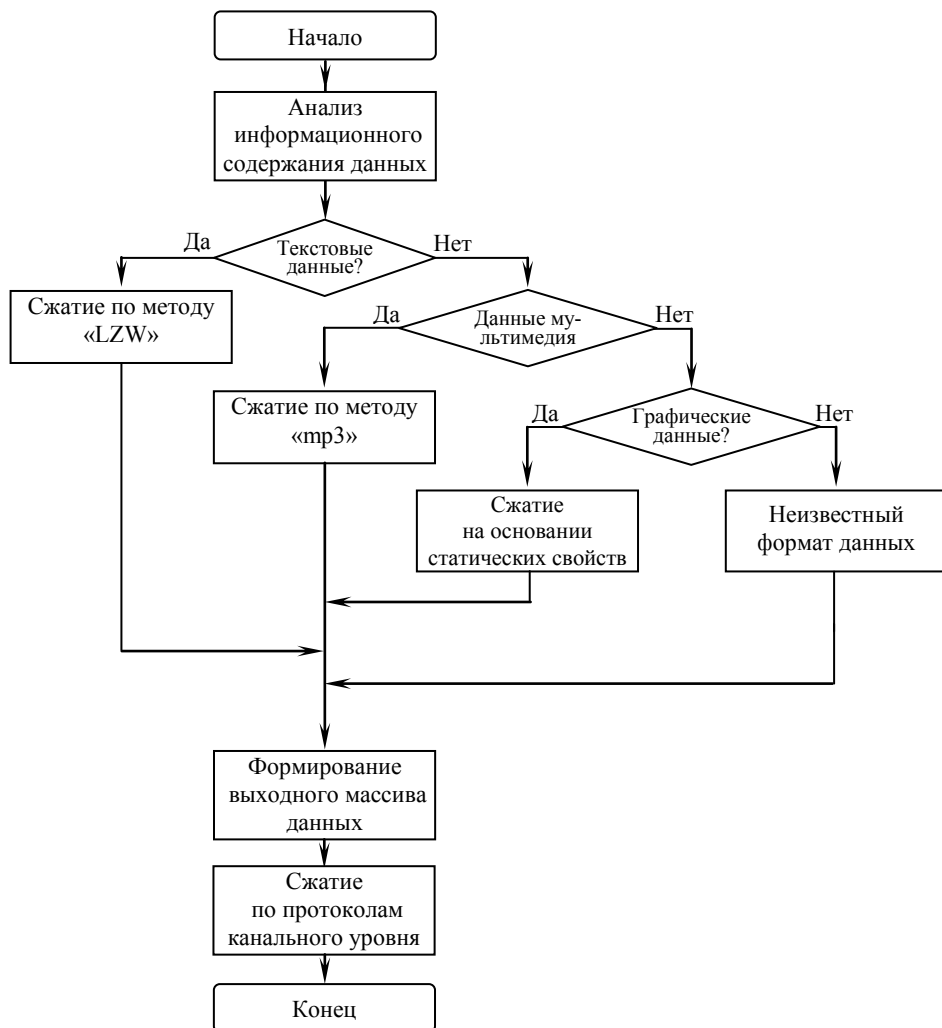 Начало
Анализ
информационного
содержания данных
Да
Текстовые
данные?
Нет
Сжатие по методу
«LZW»
Да
Данные му-
льтимедия
Нет
Сжатие по методу
«mp3»
Да
Графические
данные?
Нет
Сжатие
на основании
статических свойств
Неизвестный
формат данных
Формирование
выходного массива
данных
Сжатие
по протоколам
канального уровня
Конец